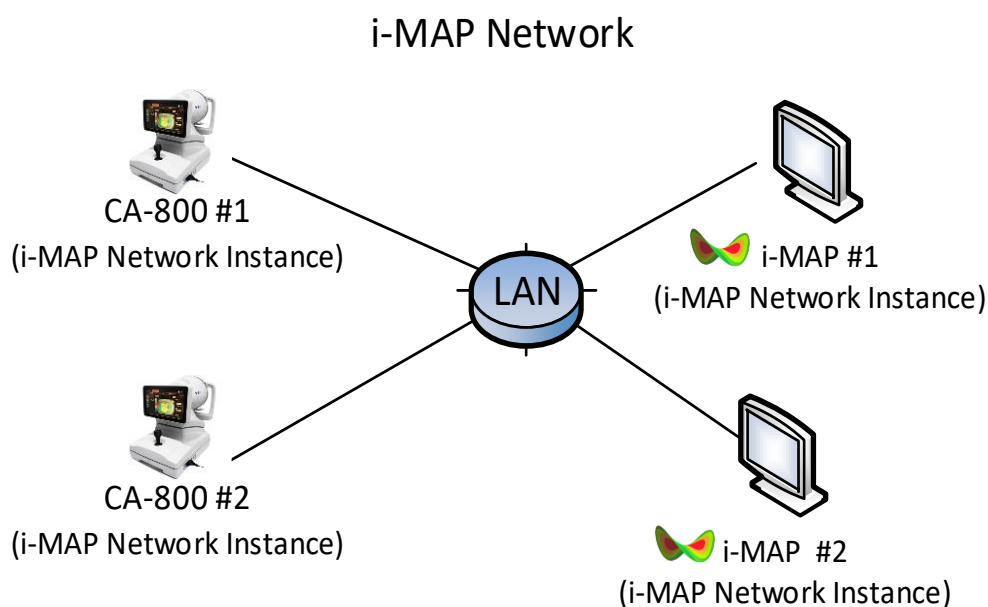 i-MAP Network
CA-800 #1
(i-MAP Network Instance)
i-MAP #1
(i-MAP Network Instance)
LAN
CA-800 #2
(i-MAP Network Instance)
i-MAP  #2
(i-MAP Network Instance)